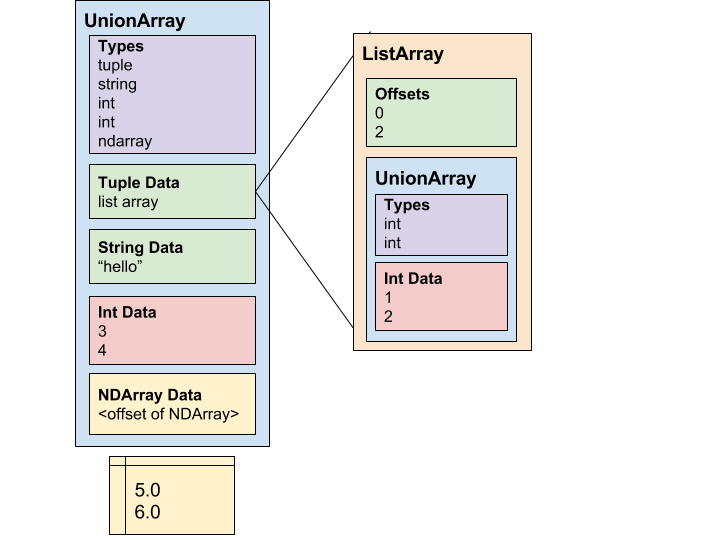 UnionArray
Types
tuple
string
int
int
ndarray
Tuple Data
list array
String Data
“hello”
Int Data
3
4
NDArray Data
<offset of NDArray>
5.0
6.0
ListArray
Offsets
0
2
UnionArray
Types
int
int
Int Data
1
2